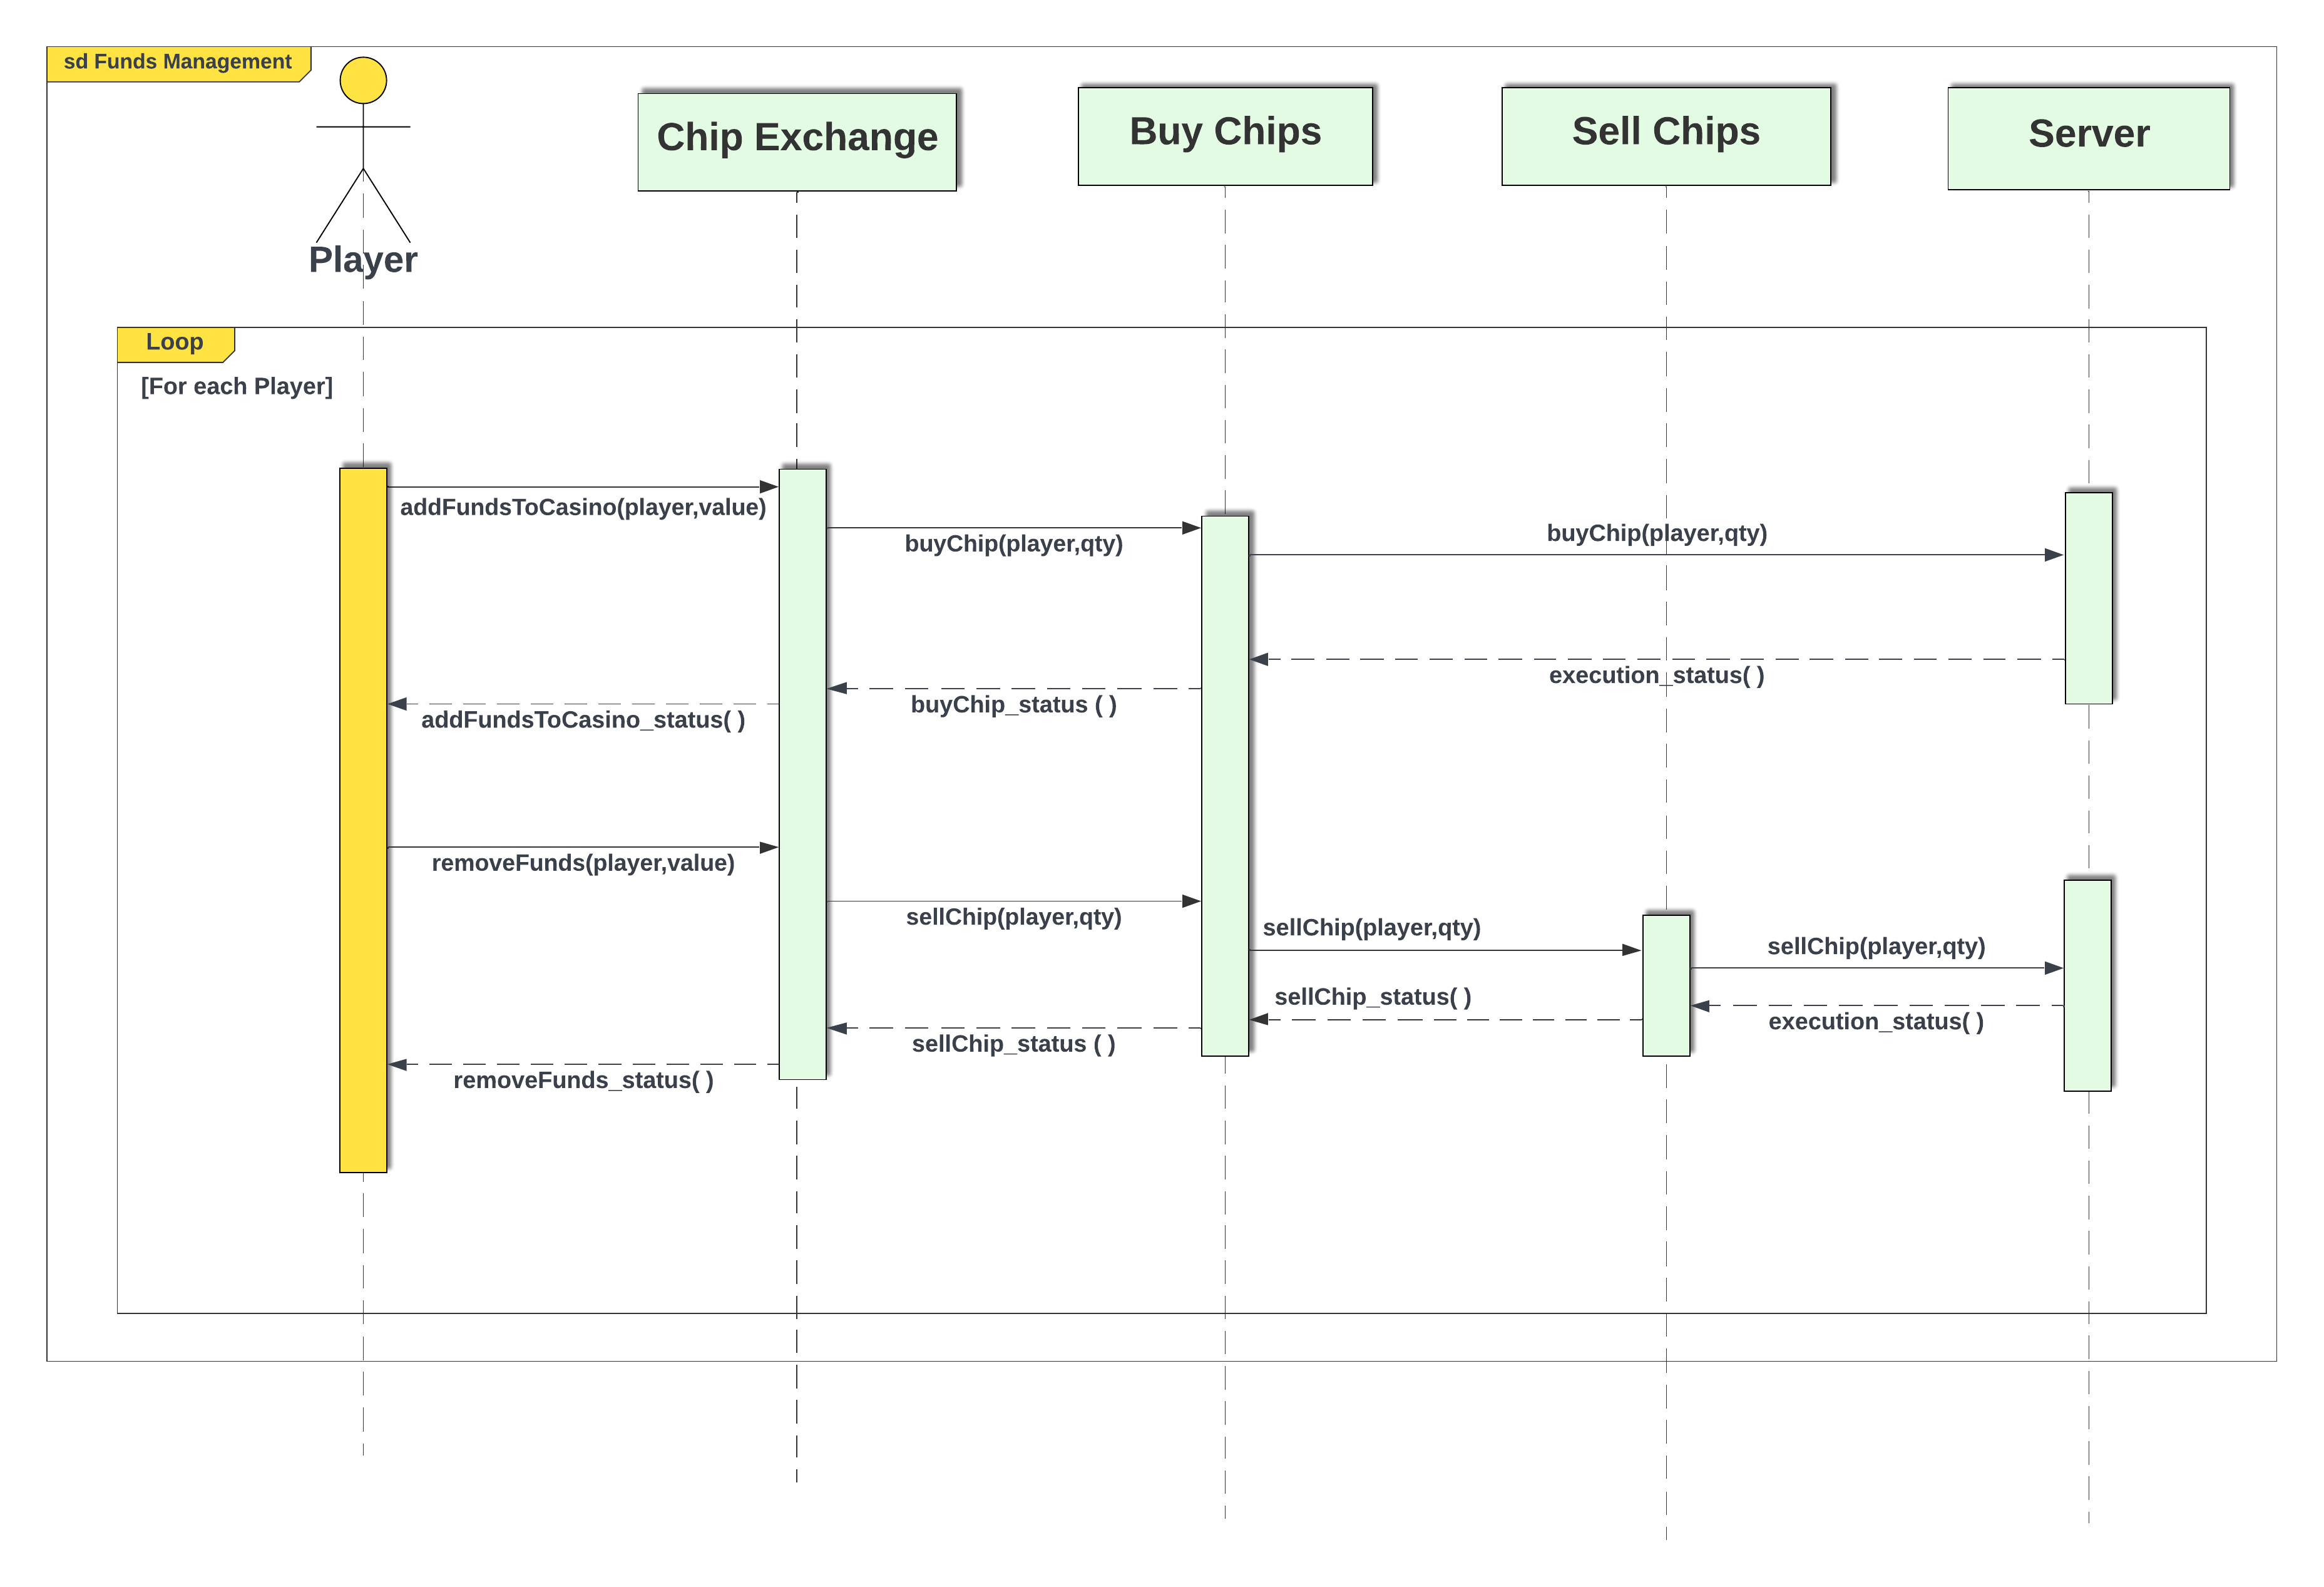 sd Funds Management
Player
Chip Exchange
Buy Chips
Sell Chips
Server
Loop
[For each Player]
addFundsToCasino(player,value)
buyChip(player,qty)
buyChip(player,qty)
execution_status( )
buyChip_status ( )
addFundsToCasino_status( )
removeFunds(player,value)
sellChip(player,qty)
sellChip(player,qty)
sellChip(player,qty)
execution_status( )
sellChip_status( )
sellChip_status ( )
removeFunds_status( )